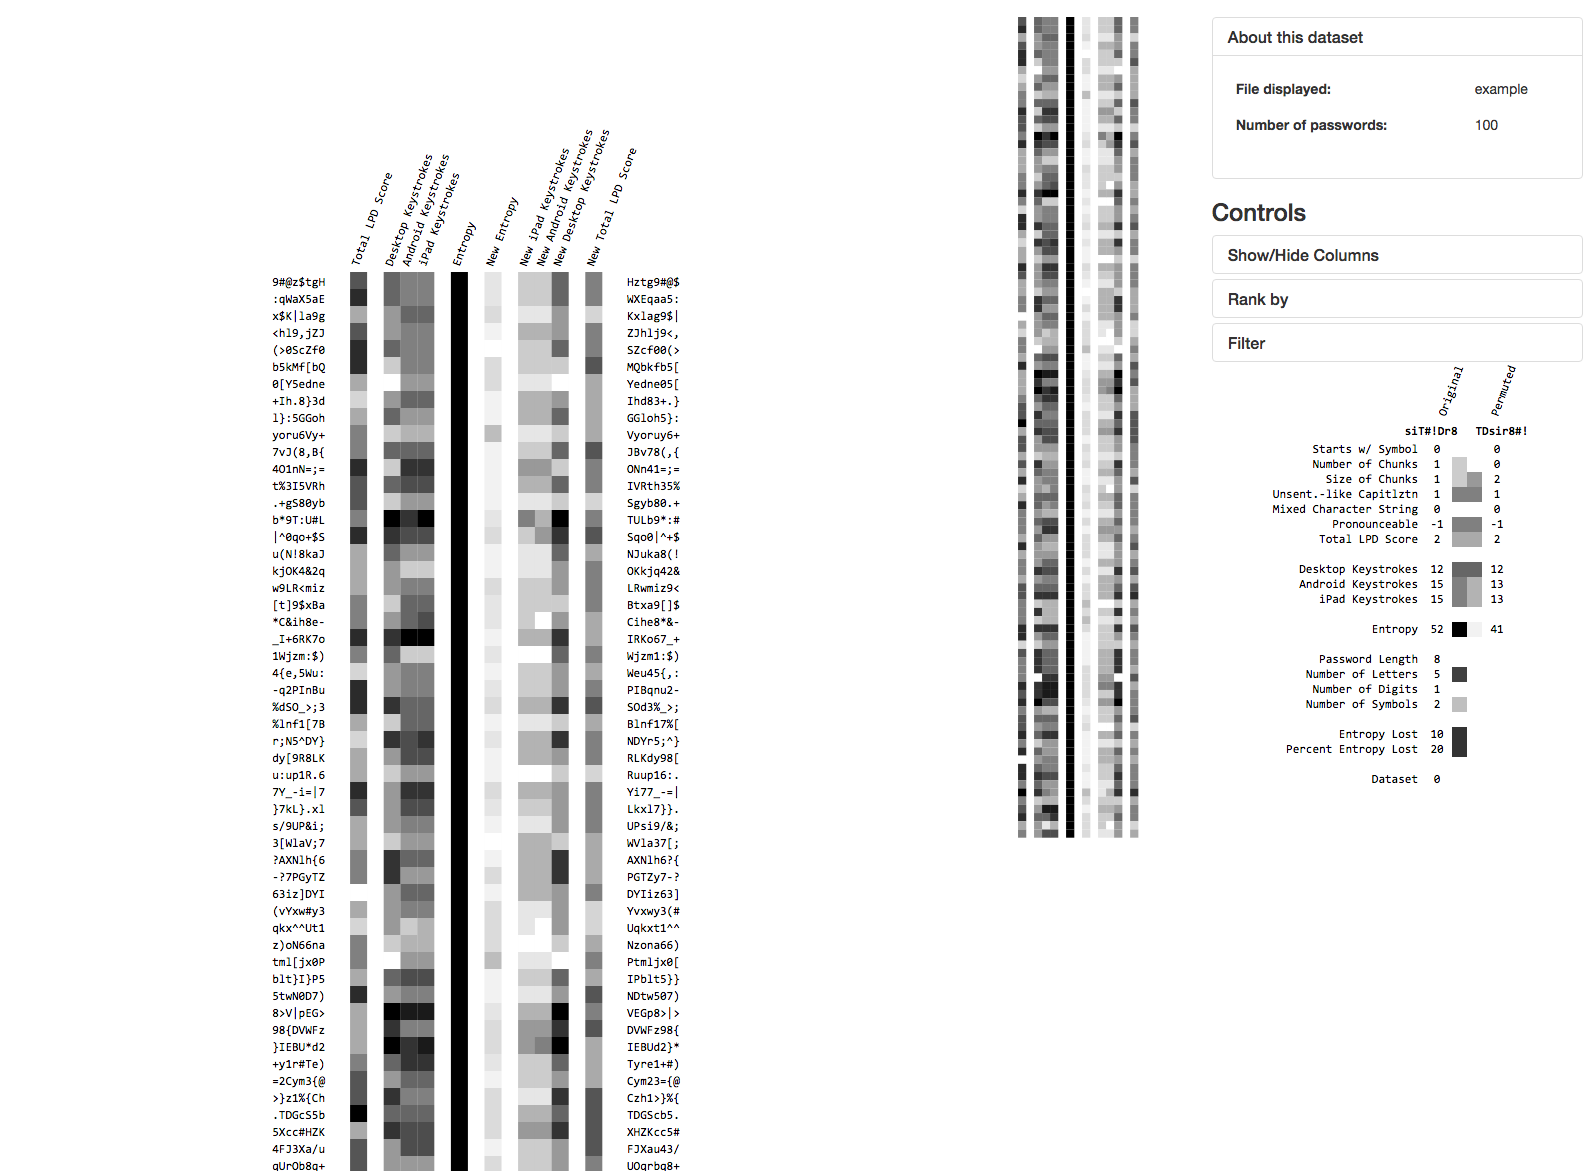 Total LPD Score
Desktop Keystrokes
Android Keystrokes
iPad Keystrokes
Entropy
New Entropy
New iPad Keystrokes
New Android Keystrokes
New Desktop Keystrokes
New Total LPD Score
9#@z$tgH Hztg9#@$
:qWaX5aE WXEqaa5:
x$K|la9g Kxlag9$|
<hl9,jZJ ZJhlj9<,
(>0ScZf0 SZcf00(>
b5kMf[bQ MQbkfb5[
0[Y5edne Yedne05[
+Ih.8}3d Ihd83+.}
l}:5GGoh GGloh5}:
yoru6Vy+ Vyoruy6+
7vJ(8,B{ JBv78(,{
4O1nN=;= ONn41=;=
t%3I5VRh IVRth35%
.+gS80yb Sgyb80.+
b*9T:U#L TULb9*:#
|^0qo+$S Sqo0|^+$
u(N!8kaJ NJuka8(!
kjOK4&2q OKkjq42&
w9LR<miz LRwmiz9<
[t]9$xBa Btxa9[]$
*C&ih8e- Cihe8*&-
_I+6RK7o IRKo67_+
1Wjzm:$) Wjzm1:$)
4{e,5Wu: Weu45{,:
-q2PInBu PIBqnu2-
%dSO_>;3 SOd3%_>;
%lnf1[7B Blnf17%[
r;N5^DY} NDYr5;^}
dy[9R8LK RLKdy98[
u:up1R.6 Ruup16:.
7Y_-i=|7 Yi77_-=|
}7kL}.xl Lkxl7}}.
s/9UP&i; UPsi9/&;
3[WlaV;7 WVla37[;
?AXNlh{6 AXNlh6?{
-?7PGyTZ PGTZy7-?
63iz]DYI DYIiz63]
(vYxw#y3 Yvxwy3(#
qkx^^Ut1 Uqkxt1^^
z)oN66na Nzona66)
tml[jx0P Ptmljx0[
blt}I}P5 IPblt5}}
5twN0D7) NDtw507)
8>V|pEG> VEGp8>|>
98{DVWFz DVWFz98{
}IEBU*d2 IEBUd2}*
+y1r#Te) Tyre1+#)
=2Cym3{@ Cym23={@
>}z1%{Ch Czh1>}%{
.TDGcS5b TDGScb5.
5Xcc#HZK XHZKcc5#
4FJ3Xa/u FJXau43/
qUrOb8g+ UOqrbg8+
About this dataset
File displayed: example
Number of passwords: 100
Controls
Show/Hide Columns
Rank by
Filter
Original
Permuted
siT#!Dr8 TDsir8#!
Starts w/ Symbol 0 0
Number of Chunks 1 0
Size of Chunks 1 2
Unsent.-like Capitlztn 1 1
Mixed Character String 0 0
Pronounceable -1 -1
Total LPD Score 2 2
Desktop Keystrokes 12 12
Android Keystrokes 15 13
iPad Keystrokes 15 13
Entropy 52 41
Password Length 8
Number of Letters 5
Number of Digits 1
Number of Symbols 2
Entropy Lost 10
Percent Entropy Lost 20
Dataset 0